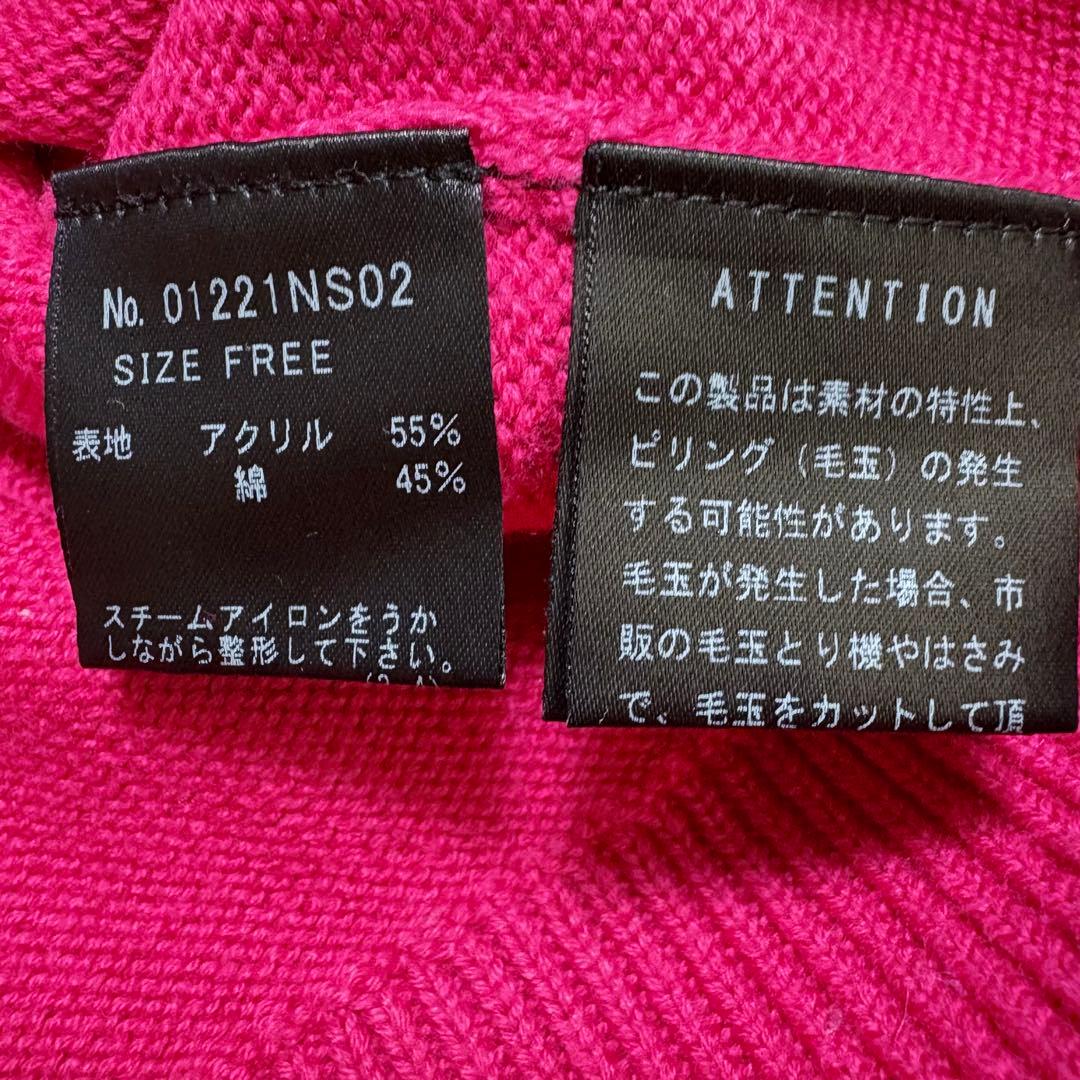 No. 01221NS02
SIZE FREE
表地 アクリル 55%
綿 45%
スチームアイロンをうか
しながら整形して下さい。
ATTENTION
この製品は素材の特性上、
ピリング(毛玉)の発生
する可能性があります。
毛玉が発生した場合、市
販の毛玉とり機やはさみ
で、毛玉をカットして頂